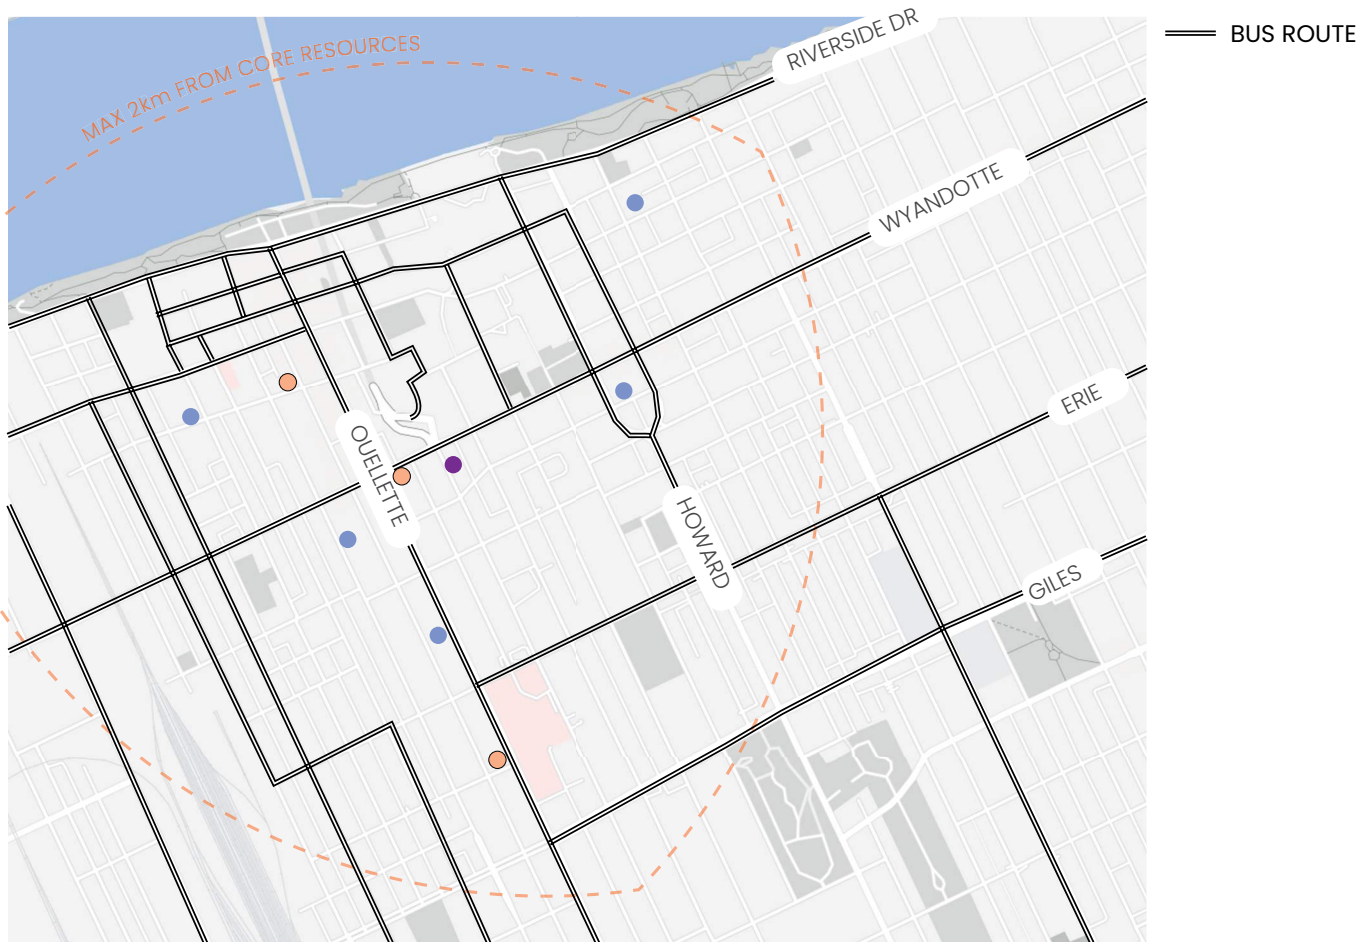 RIVERSIDE DR
BUS ROUTE
MAX 2km FROM CORE RESOURCES
WYANDOTTE
ERIE
OUELLETTE
HOWARD
GILES